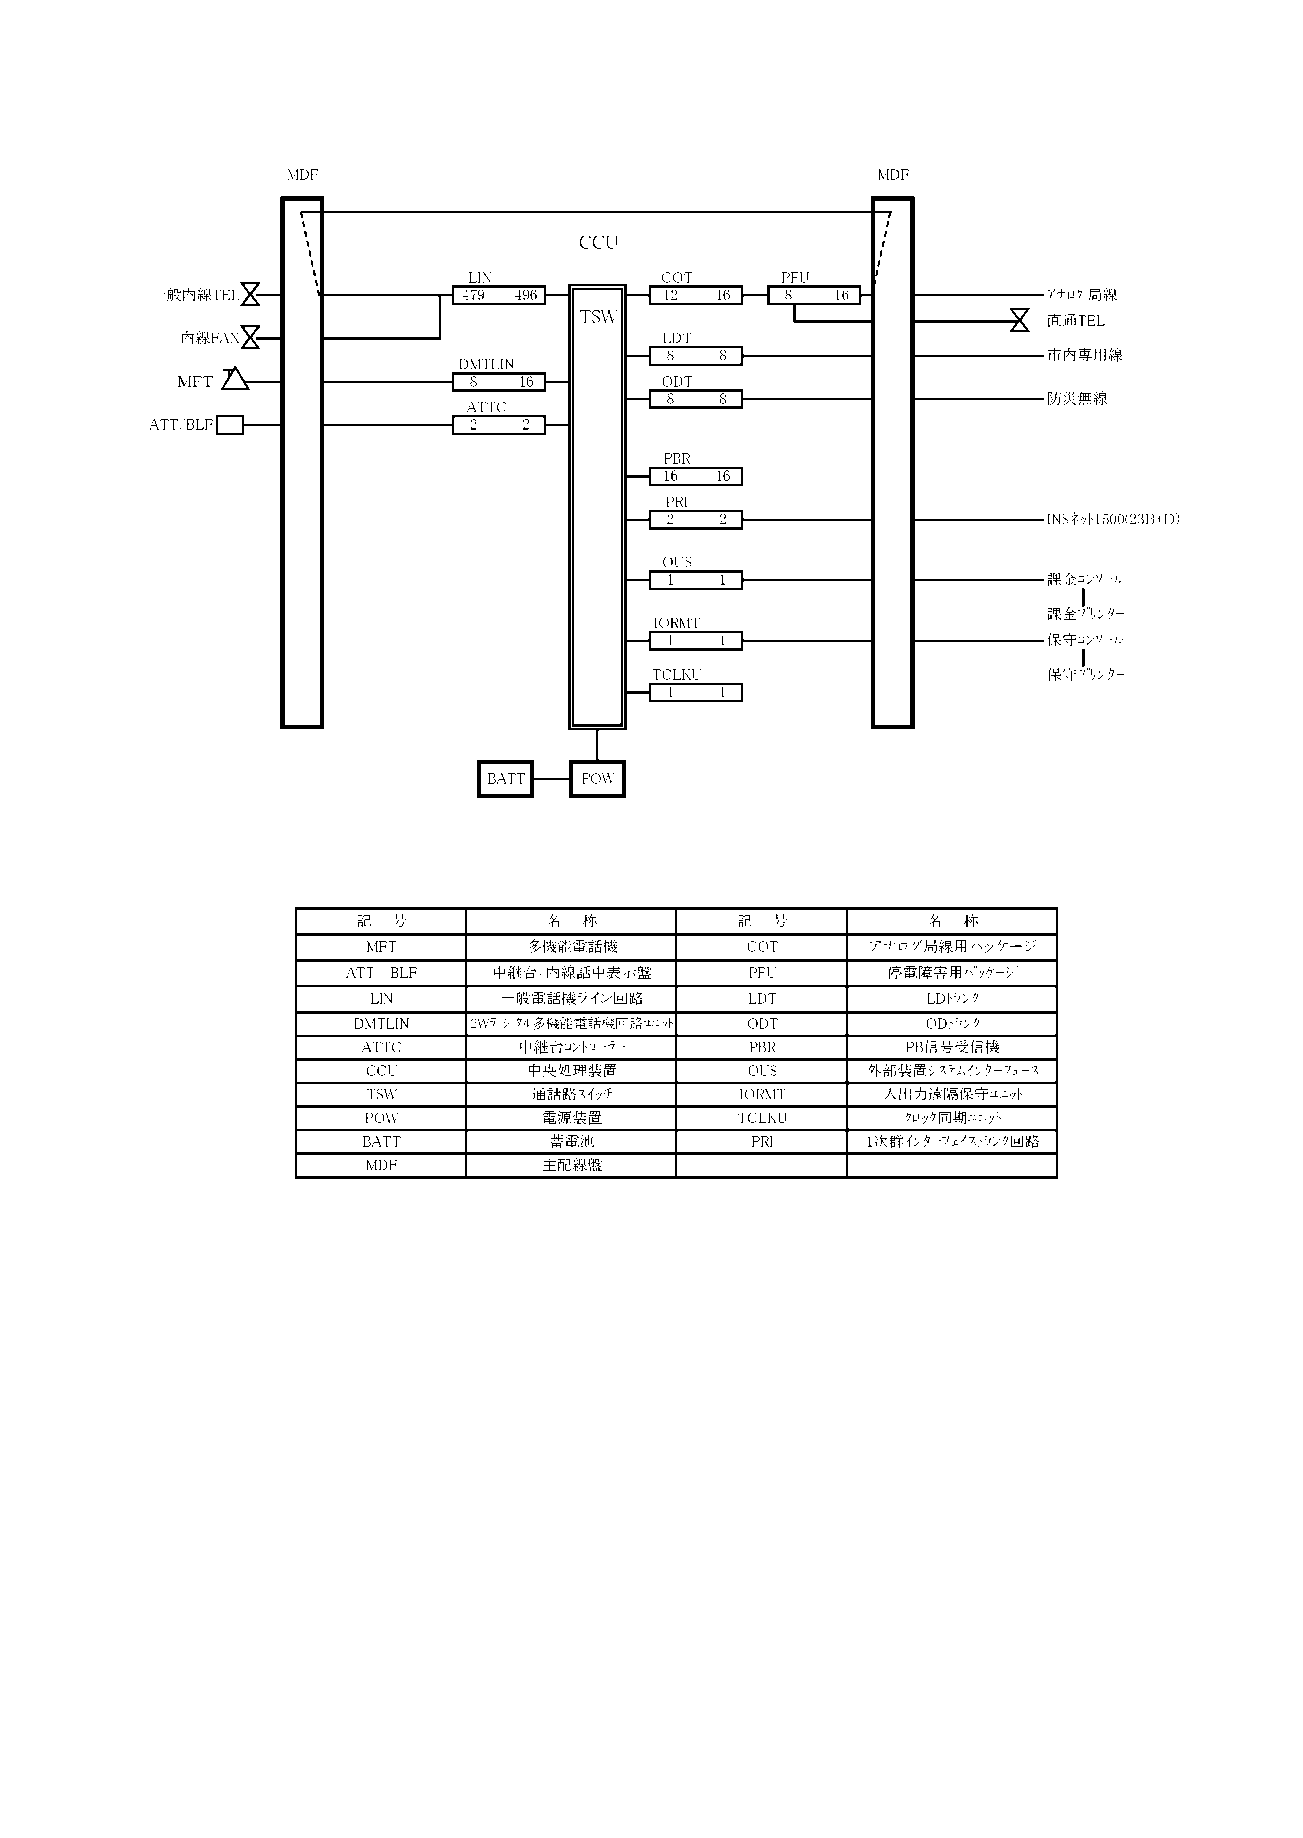 MDF MDF
CCU
LIN COT PFU
一般内線TEL 479 496 12 16 8 16 アナログ局線
TSW 直通TEL
内線FAX LDT
8 8 市内専用線
DMTLIN ODT
MFT 8 16 8 8 防災無線
ATTC
ATT/BLF 2 2
PBR
16 16
PRI
2 2 INSネット1500(23B+D)
OUS
1 1 課金コンソール
課金プリンター
IORMT
1 1 保守コンソール
TCLKU 保守プリンター
1 1
BATT POW
記 号 名 称 記 号 名 称
MFT 多機能電話機 COT アナログ局線用パッケージ
ATT BLF 中継台・内線話中表示盤 PFU 停電障害用パッケージ
LIN 一般電話機ライン回路 LDT LDトランク
DMTLIN 2Wデジタル多機能電話機回路ユニット ODT ODトランク
ATTC 中継台コントローラー PBR PB信号受信機
CCU 中央処理装置 OUS 外部装置システムインターフェース
TSW 通話路スイッチ IORMT 入出力遠隔保守ユニット
POW 電源装置 TCLKU クロック同期ユニット
BATT 蓄電池 PRI 1次群インターフェイストランク回路
MDF 主配線盤